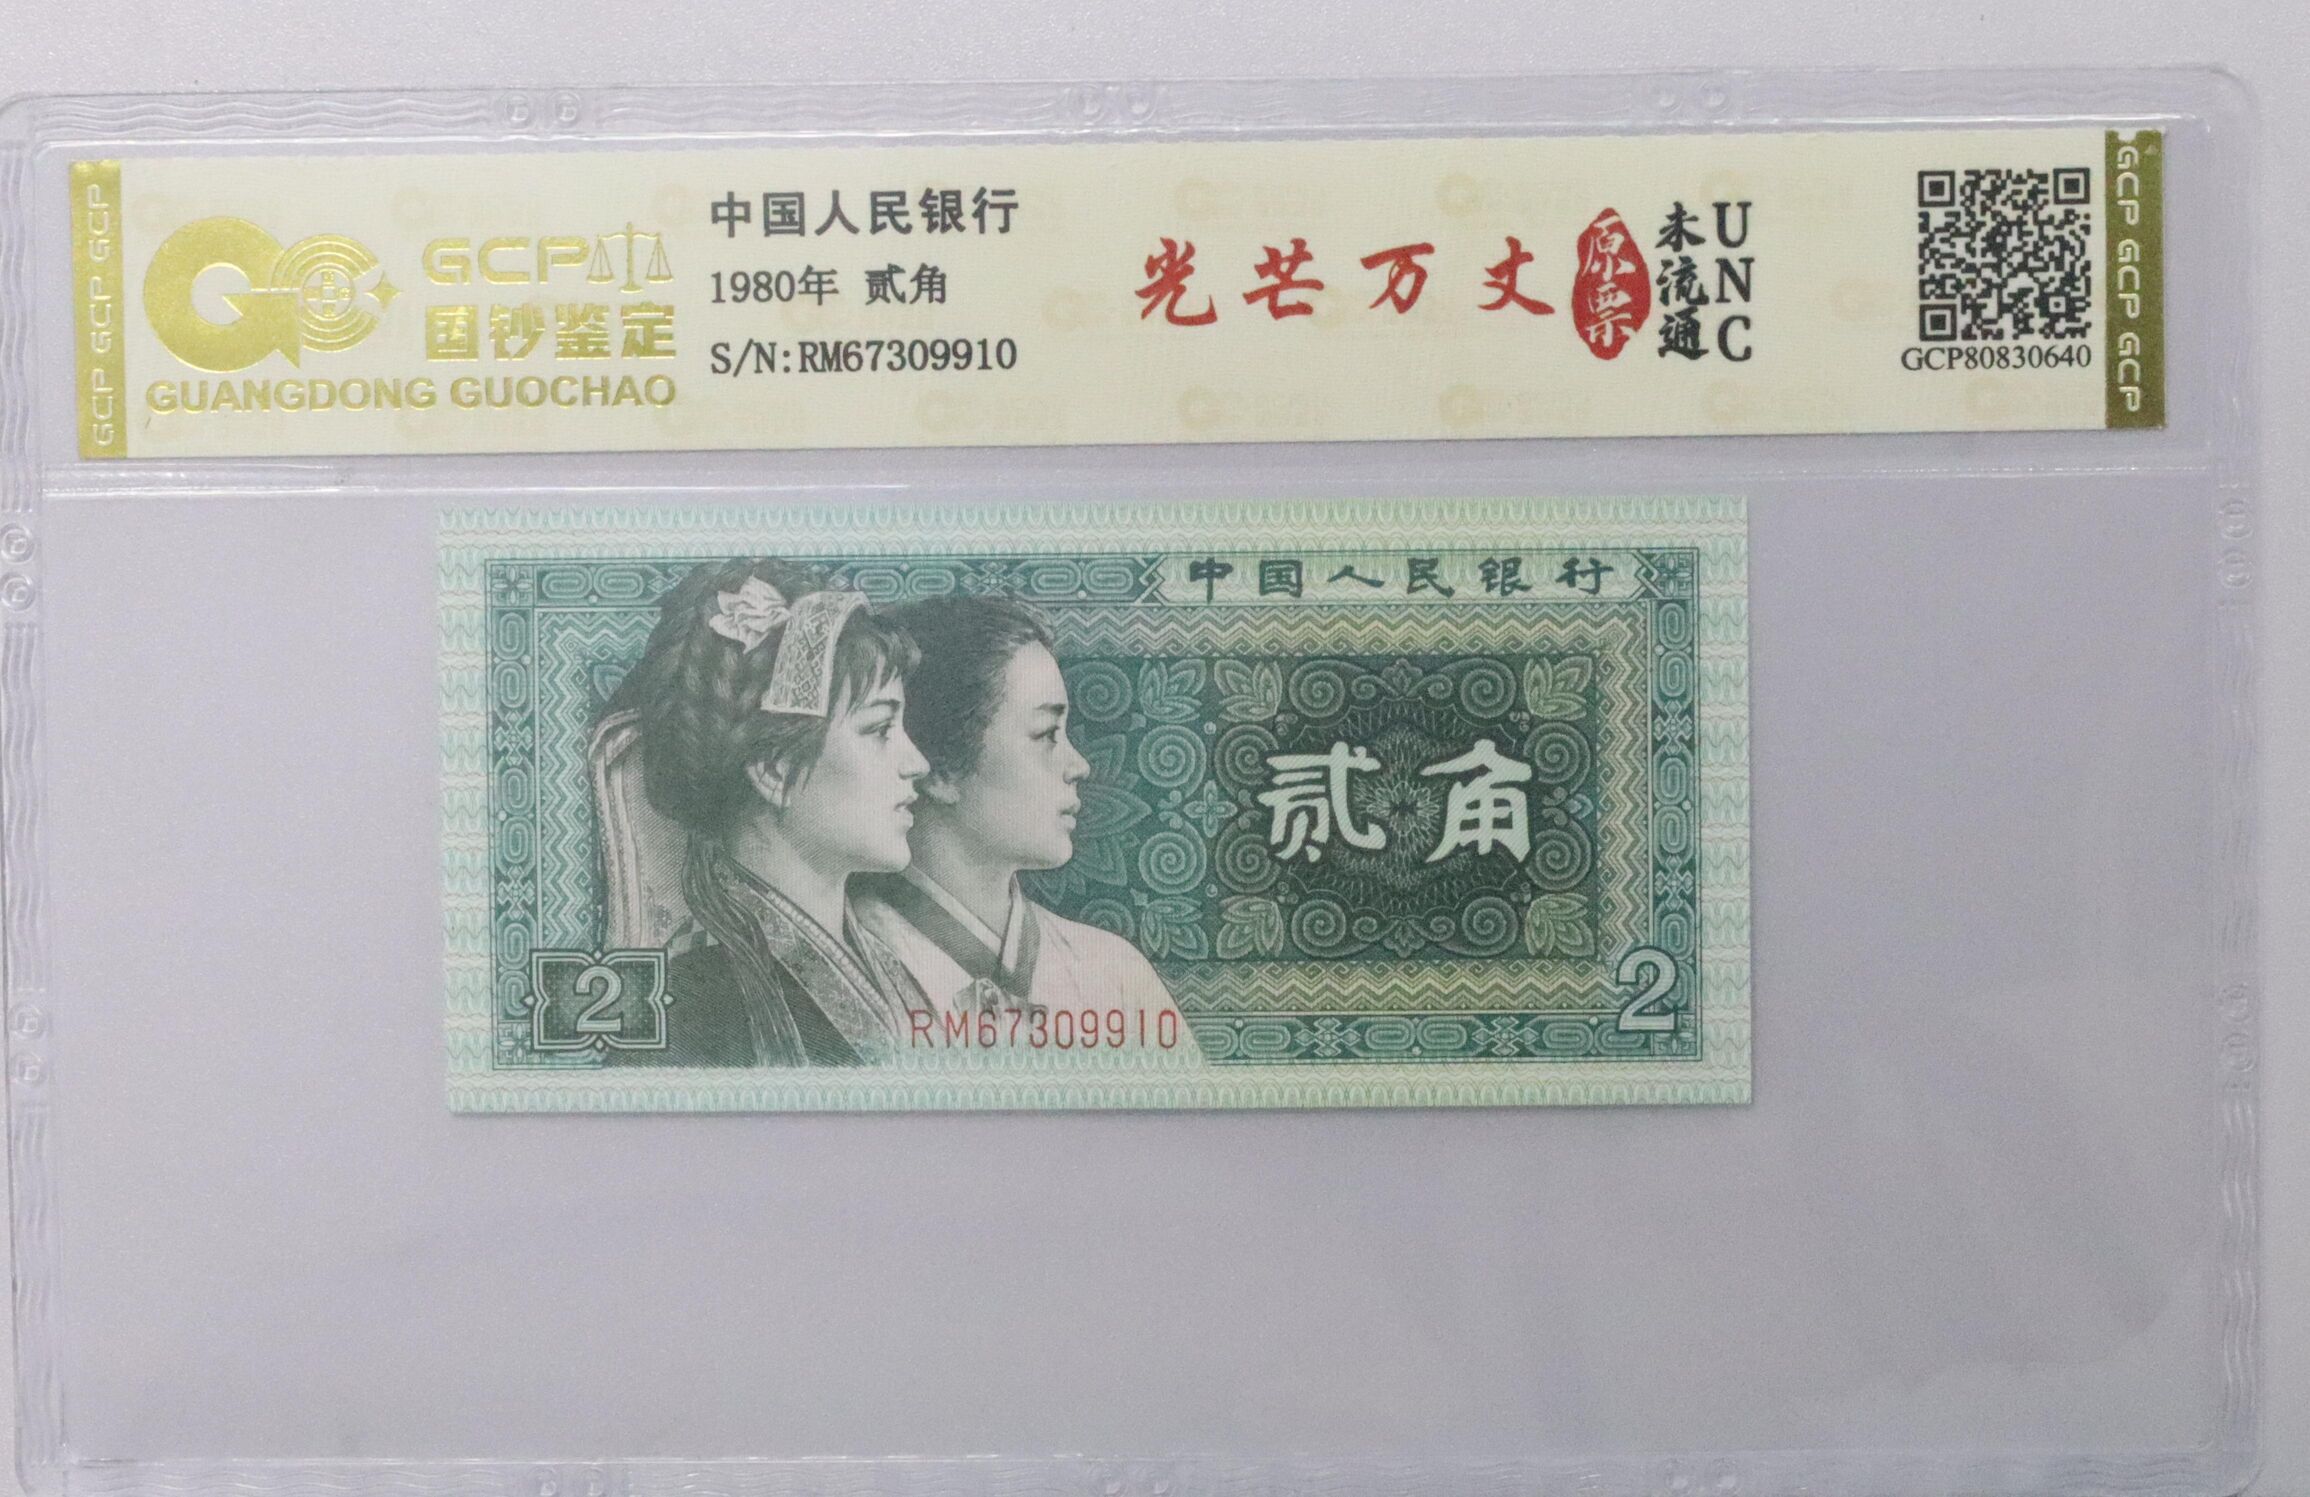 GCP GCP GCP
GCP
国钞鉴定
GUANGDONG GUOCHAO
中国人民银行
1980年 贰角
S/N:RM67309910
光芒万丈
原票
未流通
UNC
GCP80830640
GCP GCP GCP
中国人民银行
贰角
2
2
RM67309910